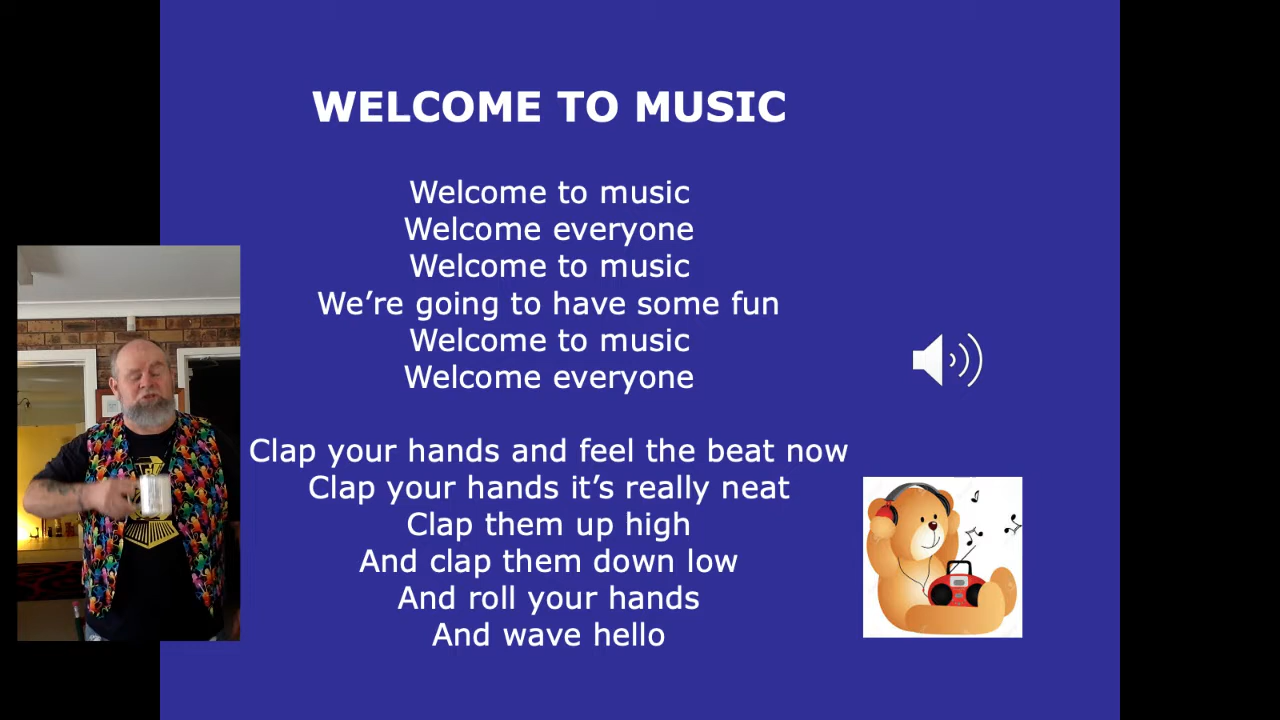 WELCOME TO MUSIC
Welcome to music
Welcome everyone
Welcome to music
We’re going to have some fun
Welcome to music
Welcome everyone
Clap your hands and feel the beat now
Clap your hands it’s really neat
Clap them up high
And clap them down low
And roll your hands
And wave hello